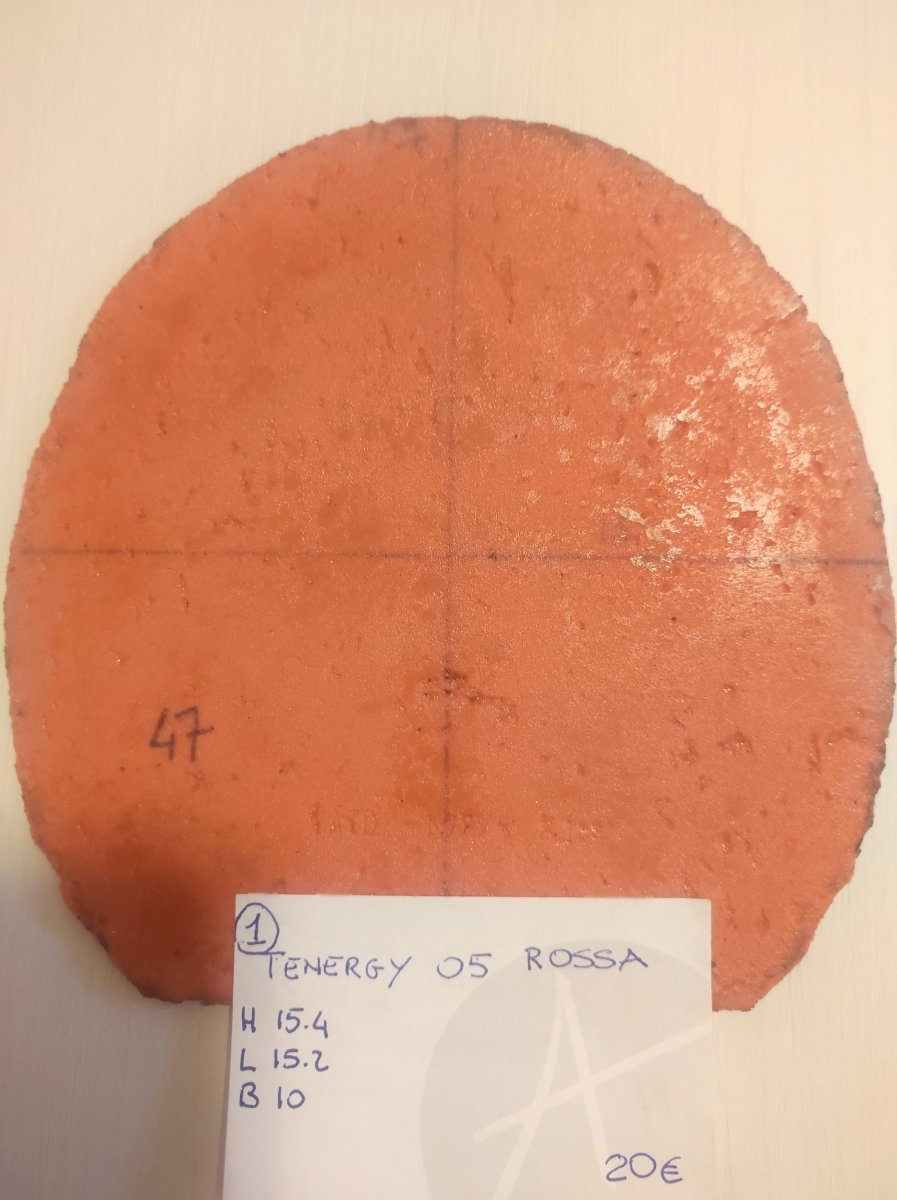 47
1
TENERGY 05 ROSSA
H 15.4
L 15.2
B 10
20€